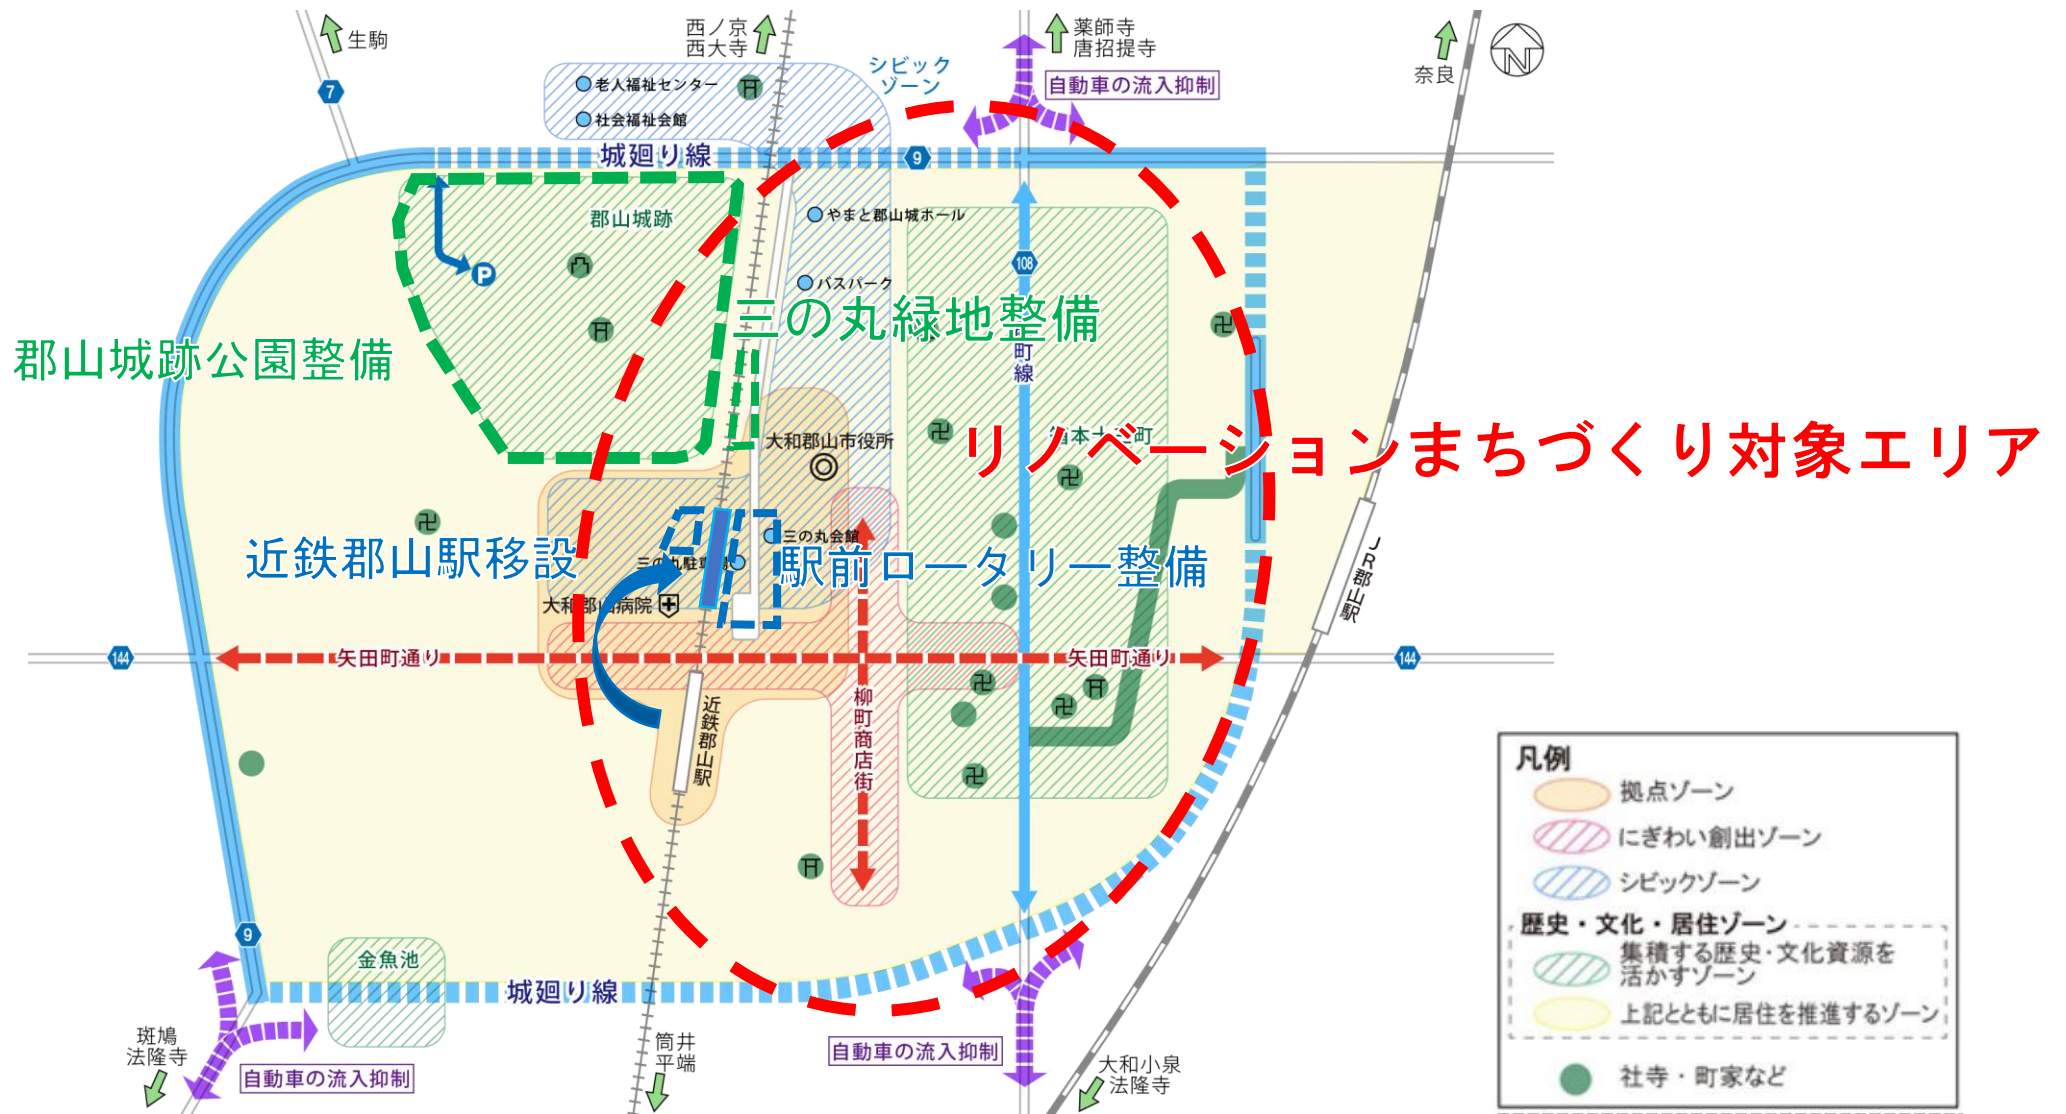 生駒
西ノ京
西大寺
薬師寺
唐招提寺
奈良
N
シビック
ゾーン
自動車の流入抑制
7
老人福祉センター
社会福祉会館
城廻り線
9
郡山城跡
やまと郡山城ホール
P
108
バスパーク
三の丸緑地整備
町線
郡山城跡公園整備
大和郡山市役所
リノベーションまちづくり対象エリア
三の丸会館
近鉄郡山駅移設
駅前ロータリー整備
大和郡山病院
JR郡山駅
144
矢田町通り
矢田町通り
144
近鉄郡山駅
柳町商店街
9
金魚池
城廻り線
斑鳩
法隆寺
自動車の流入抑制
筒井
平端
自動車の流入抑制
大和小泉
法隆寺
凡例
拠点ゾーン
にぎわい創出ゾーン
シビックゾーン
歴史・文化・居住ゾーン
集積する歴史・文化資源を
活かすゾーン
上記とともに居住を推進するゾーン
社寺・町家など